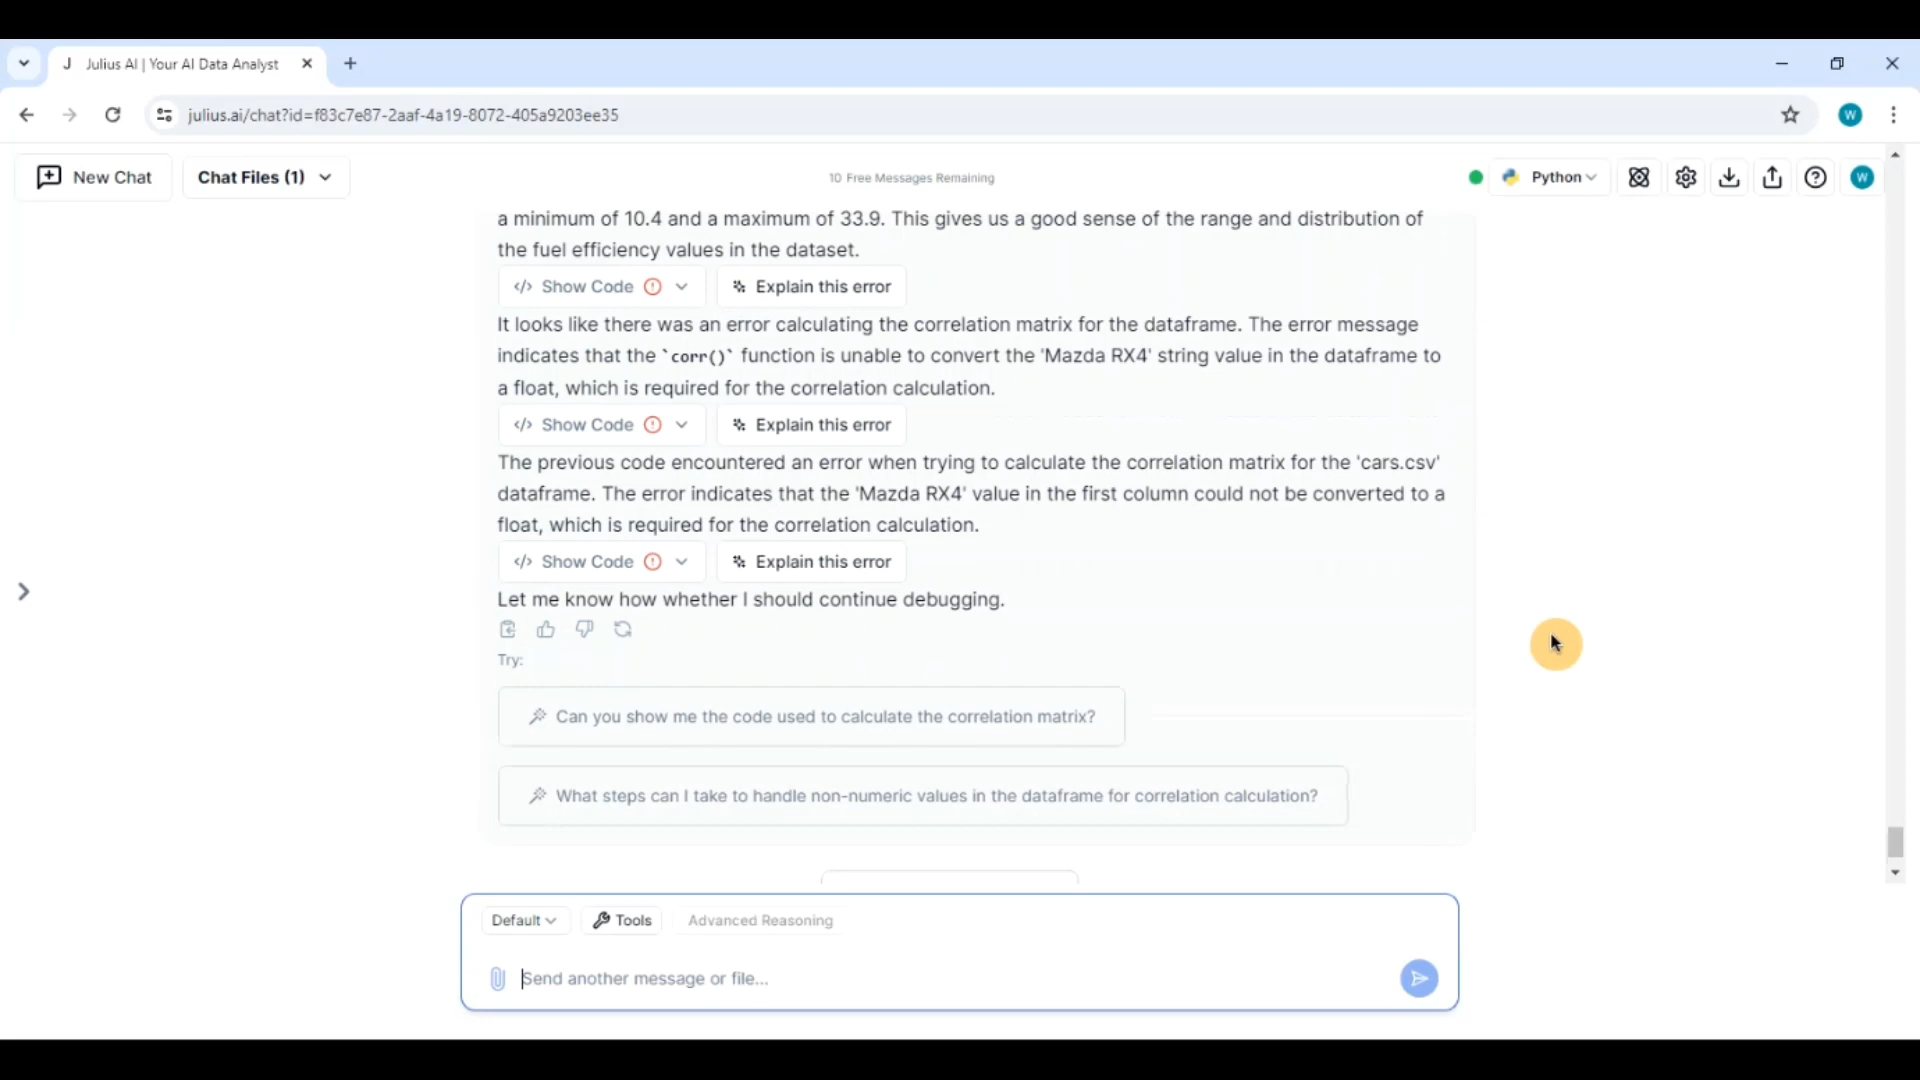 J Julius AI | Your AI Data Analyst
julius.ai/chat?id=f83c7e87-2aaf-4a19-8072-405a9203ee35
W
New Chat
Chat Files (1)
10 Free Messages Remaining
Python
W
a minimum of 10.4 and a maximum of 33.9. This gives us a good sense of the range and distribution of
the fuel efficiency values in the dataset.
</> Show Code
Explain this error
It looks like there was an error calculating the correlation matrix for the dataframe. The error message
indicates that the `corr()` function is unable to convert the 'Mazda RX4' string value in the dataframe to
a float, which is required for the correlation calculation.
</> Show Code
Explain this error
The previous code encountered an error when trying to calculate the correlation matrix for the 'cars.csv'
dataframe. The error indicates that the 'Mazda RX4' value in the first column could not be converted to a
float, which is required for the correlation calculation.
</> Show Code
Explain this error
Let me know how whether I should continue debugging.
Try:
Can you show me the code used to calculate the correlation matrix?
What steps can I take to handle non-numeric values in the dataframe for correlation calculation?
Default
Tools
Advanced Reasoning
Send another message or file...